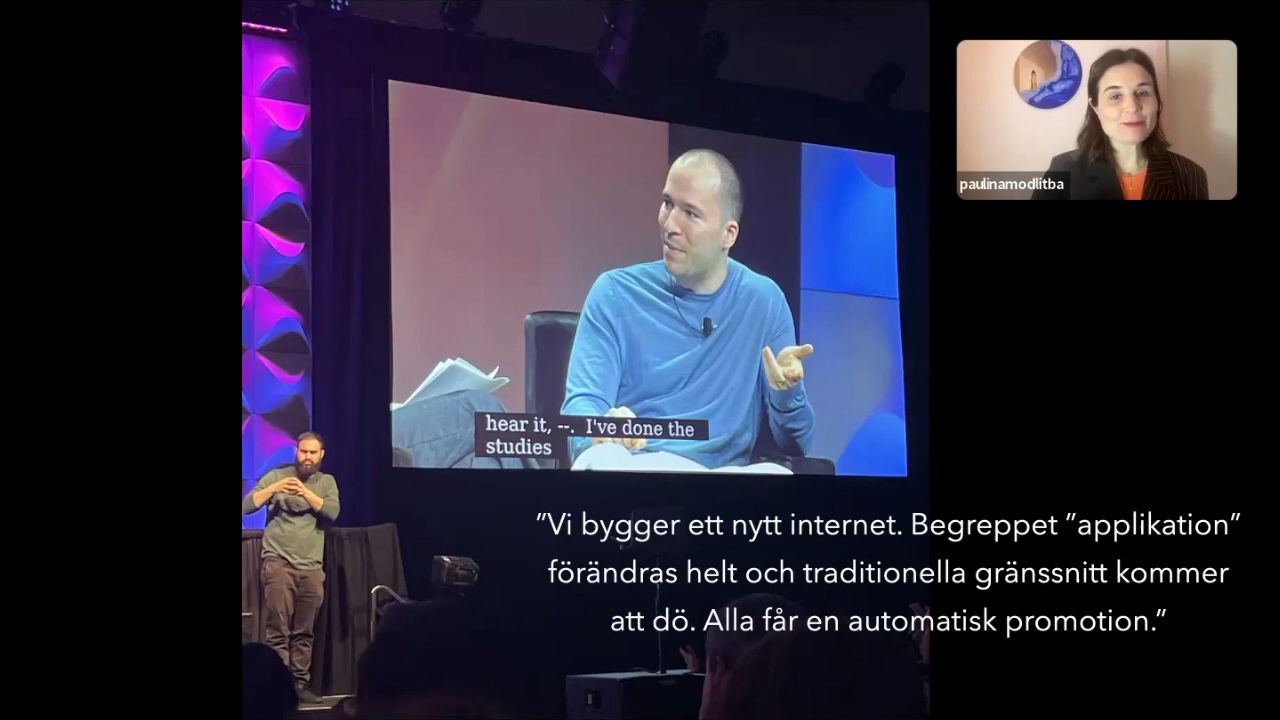 paulinamodlitba
hear it, --.  I've done the
studies
”Vi bygger ett nytt internet. Begreppet ”applikation”
förändras helt och traditionella gränssnitt kommer
att dö. Alla får en automatisk promotion.”